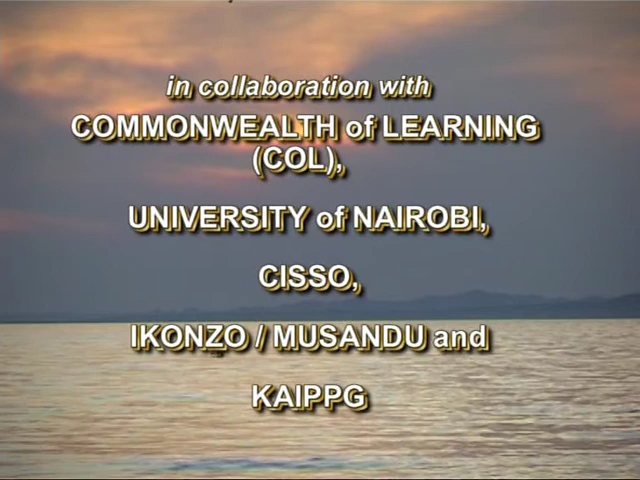 in collaboration with
COMMONWEALTH of LEARNING
(COL),
UNIVERSITY of NAIROBI,
CISSO,
IKONZO / MUSANDU and
KAIPPG